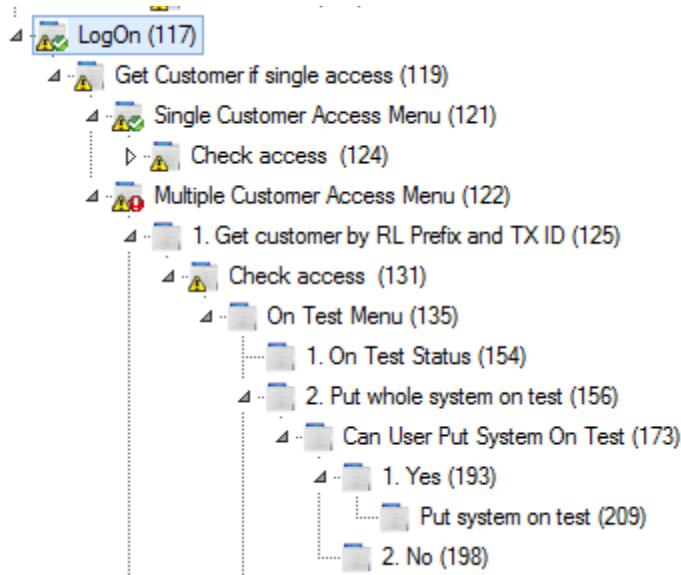 LogOn (117)
Get Customer if single access (119)
Single Customer Access Menu (121)
Check access (124)
Multiple Customer Access Menu (122)
1. Get customer by RL Prefix and TX ID (125)
Check access (131)
On Test Menu (135)
1. On Test Status (154)
2. Put whole system on test (156)
Can User Put System On Test (173)
1. Yes (193)
Put system on test (209)
2. No (198)